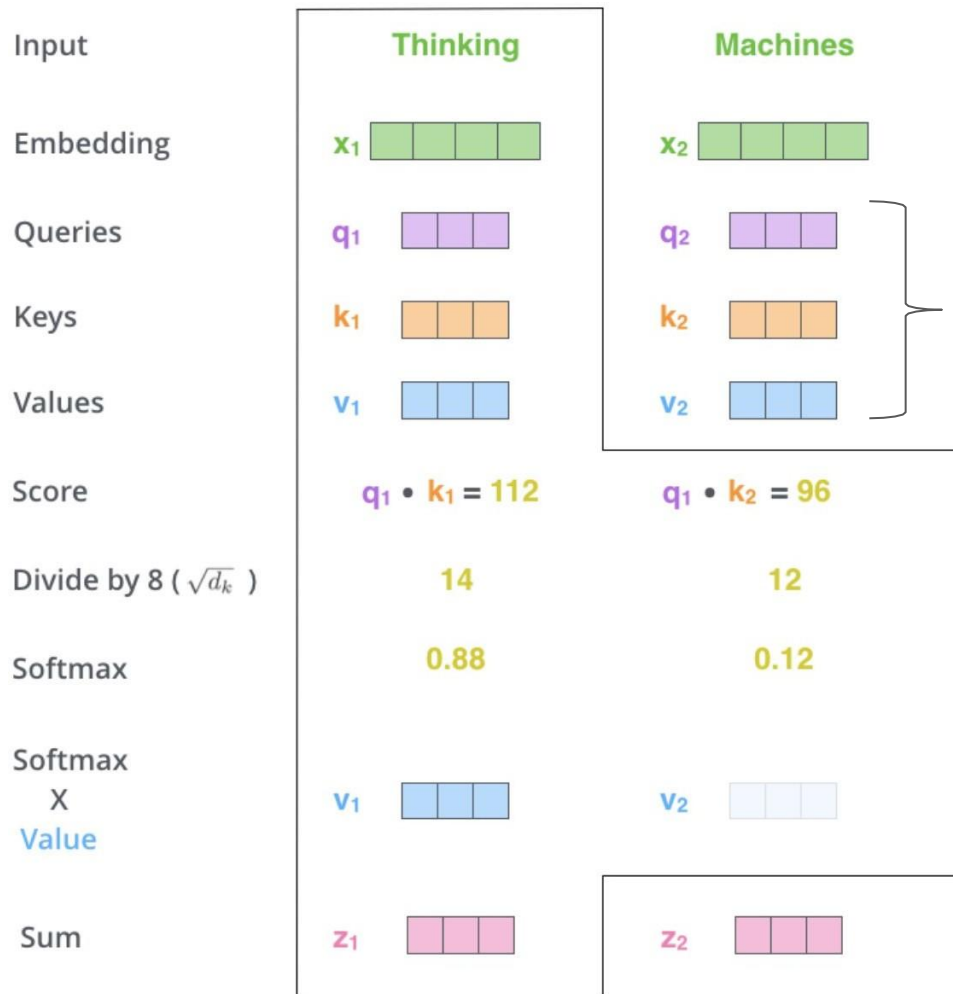 Input Thinking Machines
Embedding x₁ x₂
Queries q₁ q₂
Keys k₁ k₂
Values v₁ v₂
Score q₁ • k₁ = 112 q₁ • k₂ = 96
Divide by 8 ( √dₖ ) 14 12
Softmax 0.88 0.12
Softmax
X
Value
v₁ v₂
Sum z₁ z₂